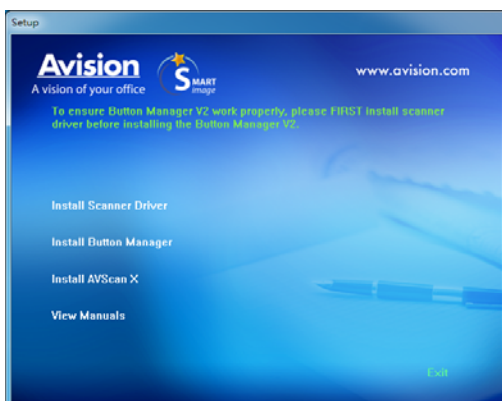 Setup
Avision
A vision of your office
SMART
image
www.avision.com
To ensure Button Manager V2 work properly, please FIRST install scanner
driver before installing the Button Manager V2.
Install Scanner Driver
Install Button Manager
Install AVScan X
View Manuals
Exit